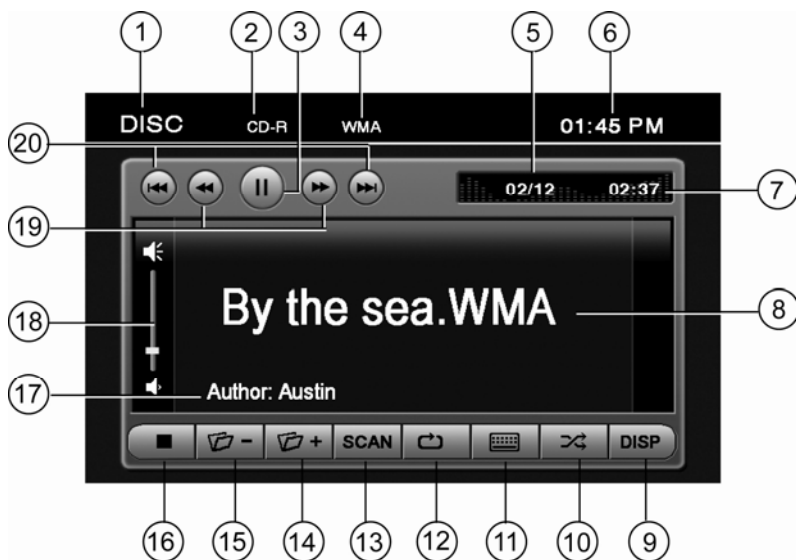 1 2 3 4 5 6
DISC CD-R WMA 01:45 PM
20
02/12 02:37 7
19
By the sea.WMA 8
18
17 Author: Austin
- + SCAN DISP
16 15 14 13 12 11 10 9